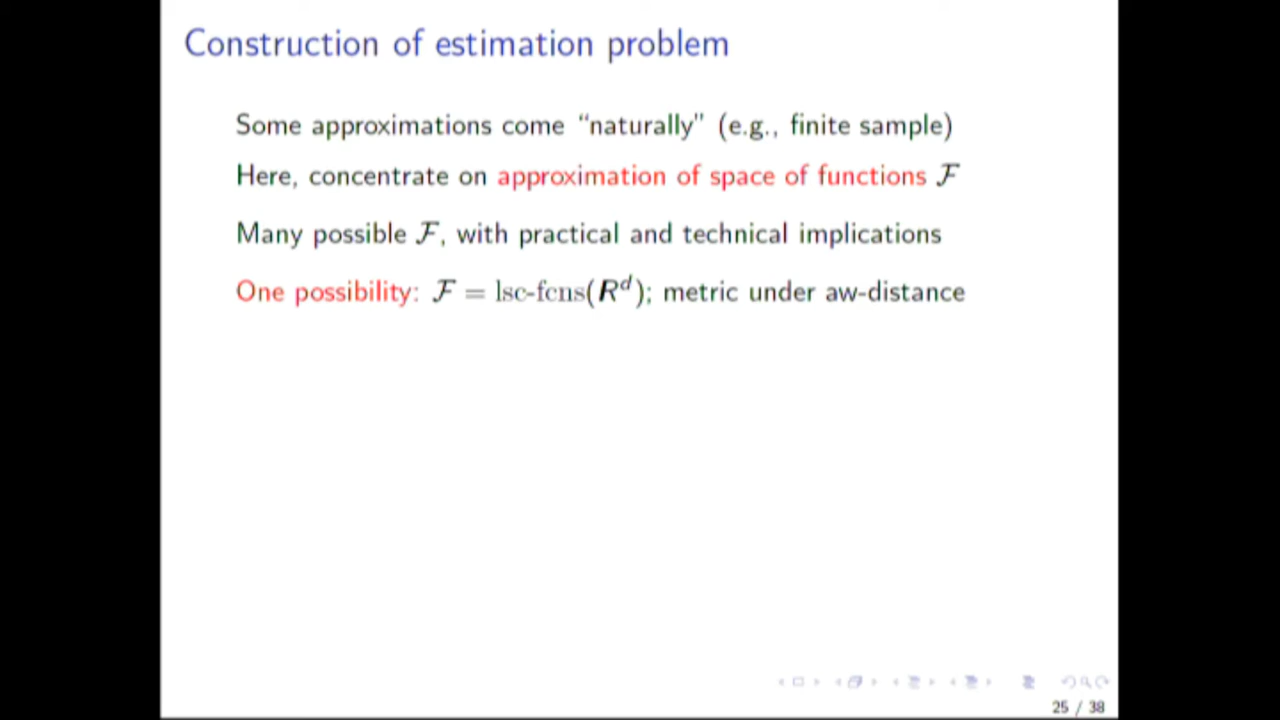 Construction of estimation problem
Some approximations come “naturally” (e.g., finite sample)
Here, concentrate on approximation of space of functions ℱ
Many possible ℱ, with practical and technical implications
One possibility: ℱ = lsc-fcns(Rᵈ); metric under aw-distance
25 / 38